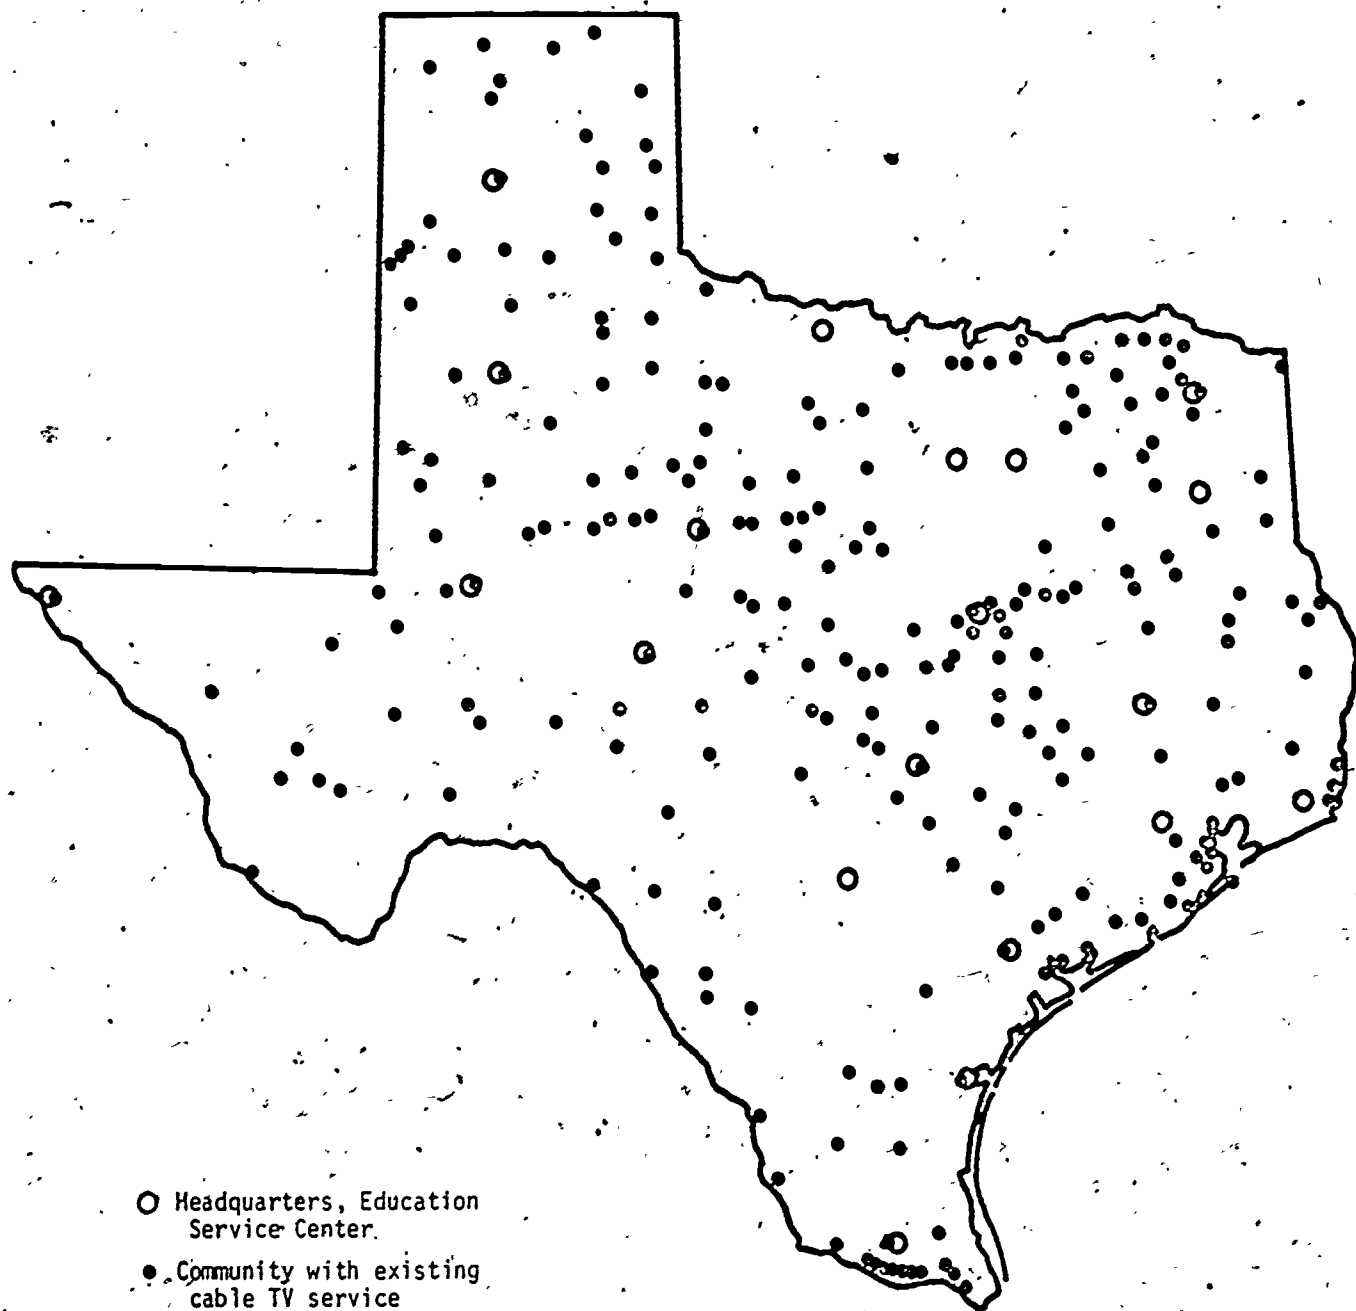 Headquarters, Education
Service Center.
Community with existing
cable TV service